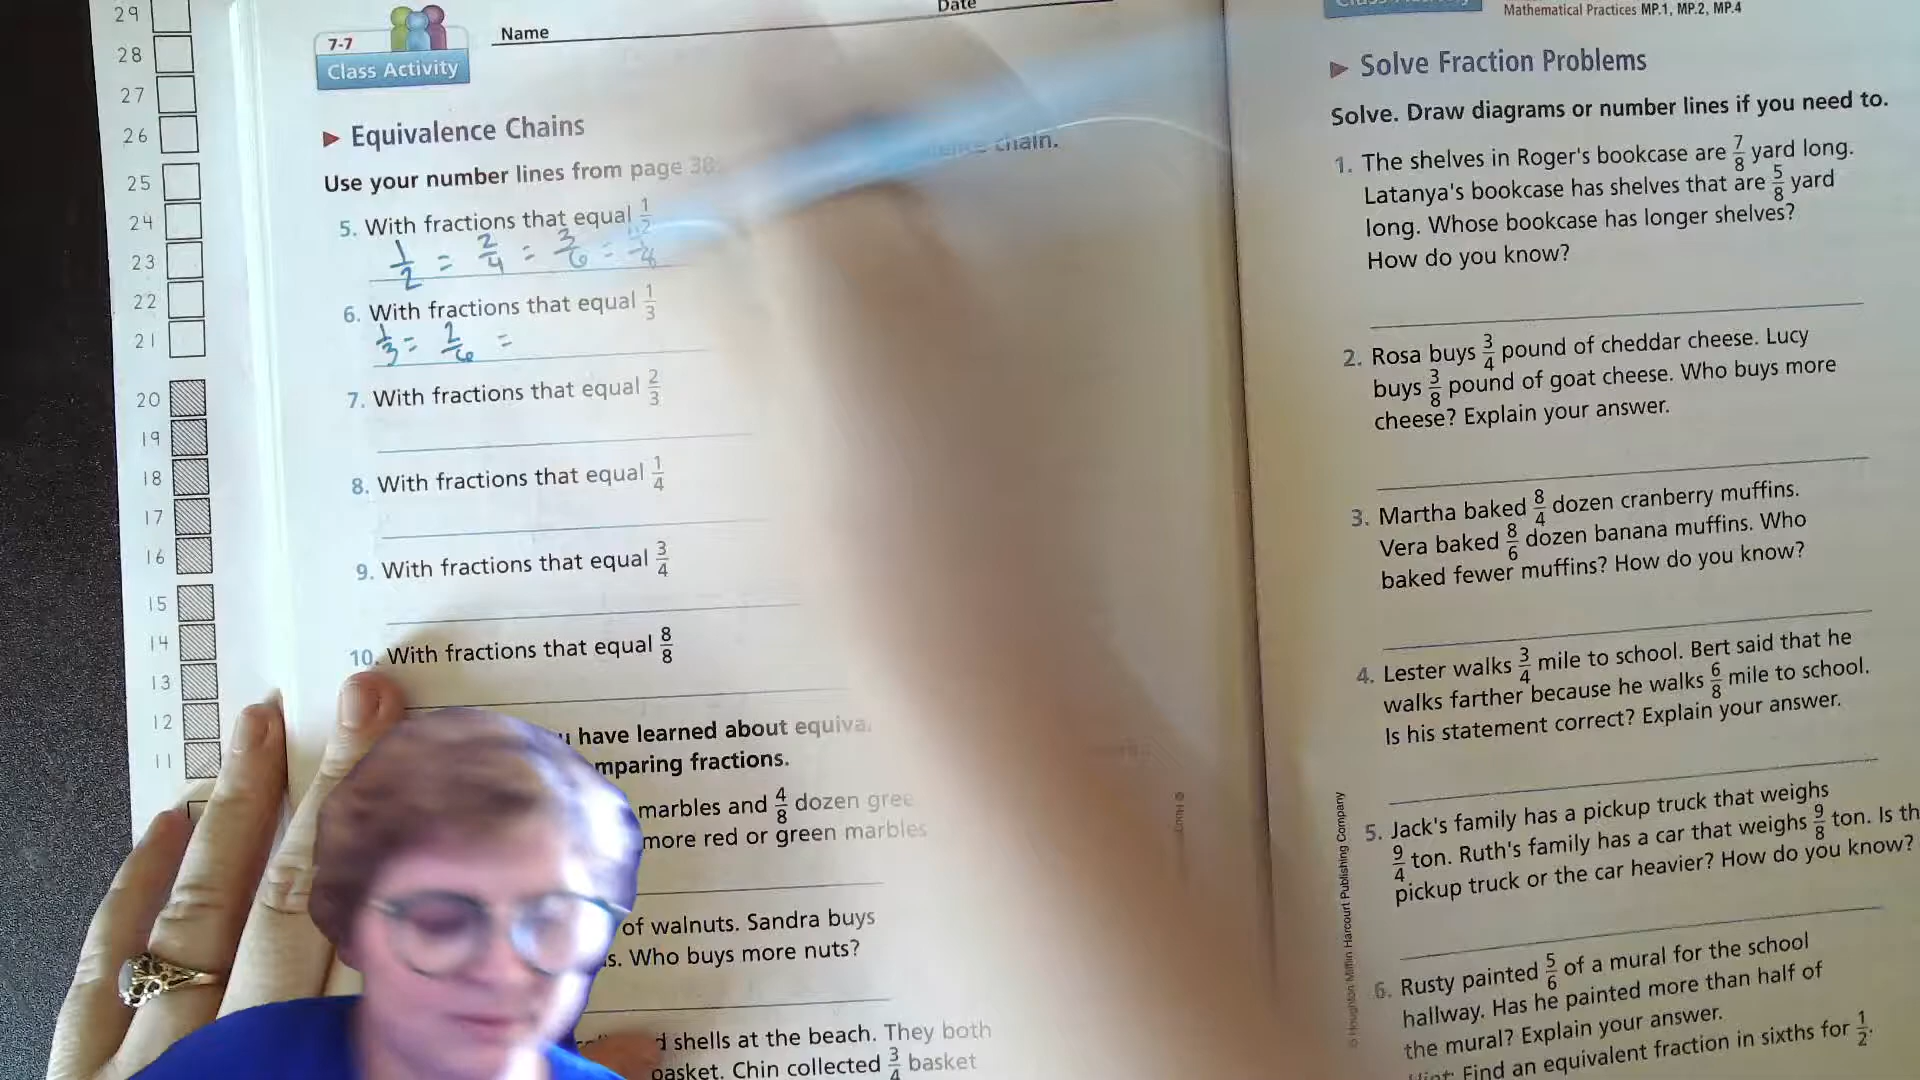 29
28
27
26
25
24
23
22
21
20
19
18
17
16
15
14
13
12
11
7-7
Class Activity
Name
Date
Equivalence Chains
Use your number lines from page 38
chain.
5. With fractions that equal 1/2
1/2 = 2/4 = 3/6 = 4/8
6. With fractions that equal 1/3
1/3 = 2/6 =
7. With fractions that equal 2/3
8. With fractions that equal 1/4
9. With fractions that equal 3/4
10. With fractions that equal 8/8
have learned about
comparing fractions.
marbles and 4/8 dozen
more red or green marbles
of walnuts. Sandra buys
Who buys more nuts?
shells at the beach. They both
basket. Chin collected 3/4 basket
Class Activity
Mathematical Practices MP.1, MP.2, MP.4
Solve Fraction Problems
Solve. Draw diagrams or number lines if you need to.
1. The shelves in Roger's bookcase are 7/8 yard long.
Latanya's bookcase has shelves that are 5/8 yard
long. Whose bookcase has longer shelves?
How do you know?
2. Rosa buys 3/4 pound of cheddar cheese. Lucy
buys 3/8 pound of goat cheese. Who buys more
cheese? Explain your answer.
3. Martha baked 8/4 dozen cranberry muffins.
Vera baked 8/6 dozen banana muffins. Who
baked fewer muffins? How do you know?
4. Lester walks 3/4 mile to school. Bert said that he
walks farther because he walks 6/8 mile to school.
Is his statement correct? Explain your answer.
5. Jack's family has a pickup truck that weighs
9/4 ton. Ruth's family has a car that weighs 9/8 ton. Is th
pickup truck or the car heavier? How do you know?
6. Rusty painted 5/6 of a mural for the school
hallway. Has he painted more than half of
the mural? Explain your answer.
Hint: Find an equivalent fraction in sixths for 1/2.
© Houghton Mifflin Harcourt Publishing Company